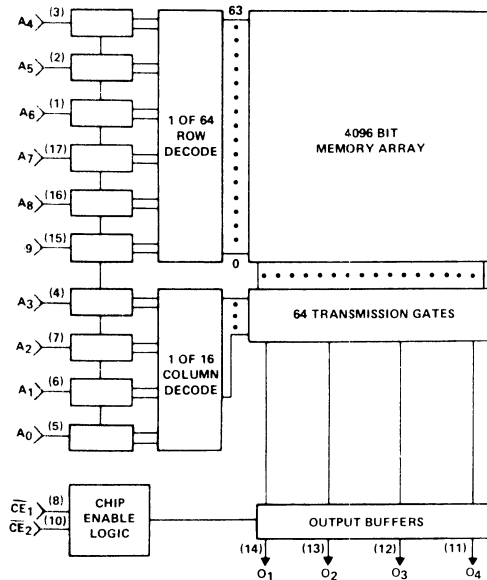 A4 (3)
A5 (2)
A6 (1)
A7 (17)
A8 (16)
9 (15)
1 OF 64
ROW
DECODE
63
0
4096 BIT
MEMORY ARRAY
A3 (4)
A2 (7)
A1 (6)
A0 (5)
1 OF 16
COLUMN
DECODE
64 TRANSMISSION GATES
CE1 (8)
CE2 (10)
CHIP
ENABLE
LOGIC
OUTPUT BUFFERS
(14) (13) (12) (11)
O1 O2 O3 O4